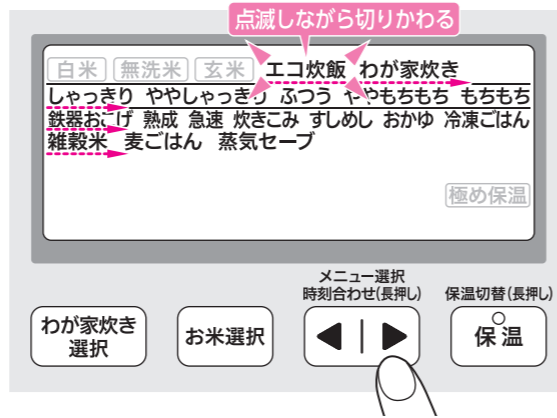 点滅しながら切りかわる
白米 無洗米 玄米 エコ炊飯 わが家炊き
しゃっきり ややしゃっきり ふつう ややもちもち もちもち
鉄器おこげ 熟成 急速 炊きこみ すしめし おかゆ 冷凍ごはん
雑穀米 麦ごはん 蒸気セーブ
極め保温
メニュー選択
時刻合わせ(長押し) 保温切替(長押し)
わが家炊き
選択
お米選択
保温